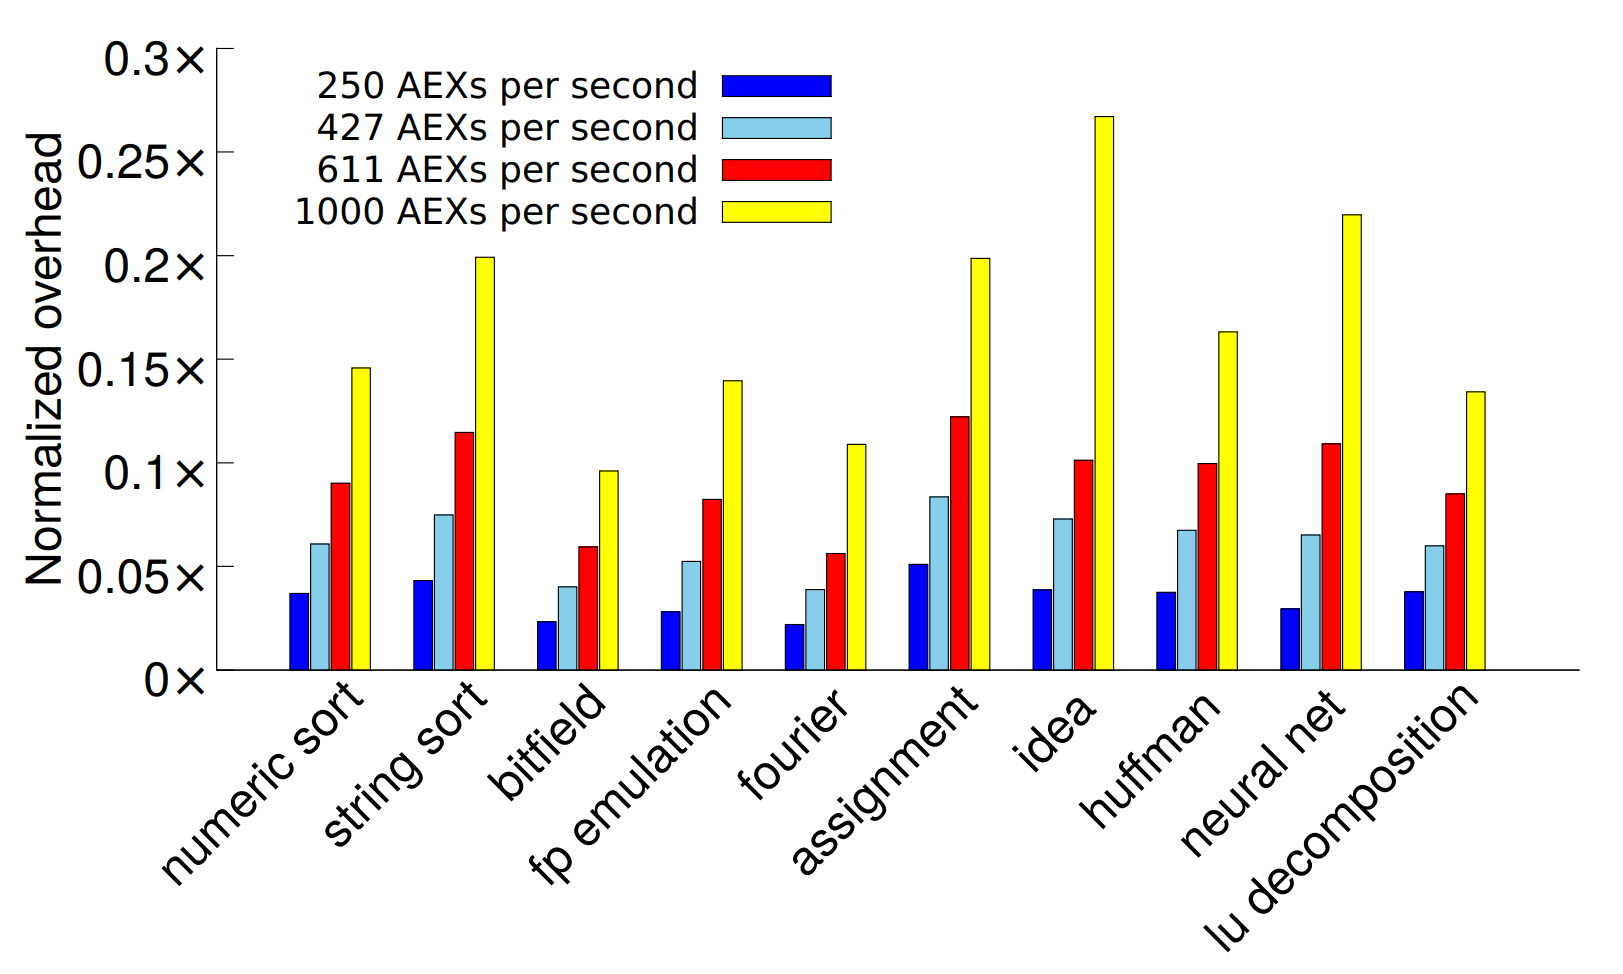 Normalized overhead
0.3×
0.25×
0.2×
0.15×
0.1×
0.05×
0×
250 AEXs per second
427 AEXs per second
611 AEXs per second
1000 AEXs per second
numeric sort
string sort
bitfield
fp emulation
fourier
assignment
idea
huffman
neural net
lu decomposition